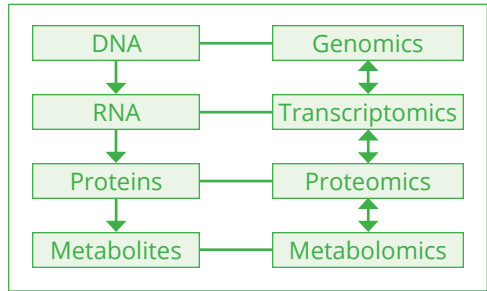 DNA
Genomics
RNA
Transcriptomics
Proteins
Proteomics
Metabolites
Metabolomics